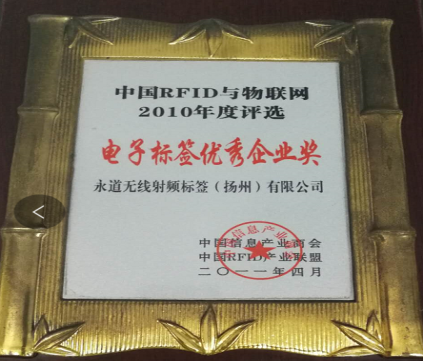 中国RFID与物联网
2010年度评选
电子标签优秀企业奖
永道无线射频标签（扬州）有限公司
中国信息产业商会
中国RFID产业联盟
二〇一一年四月